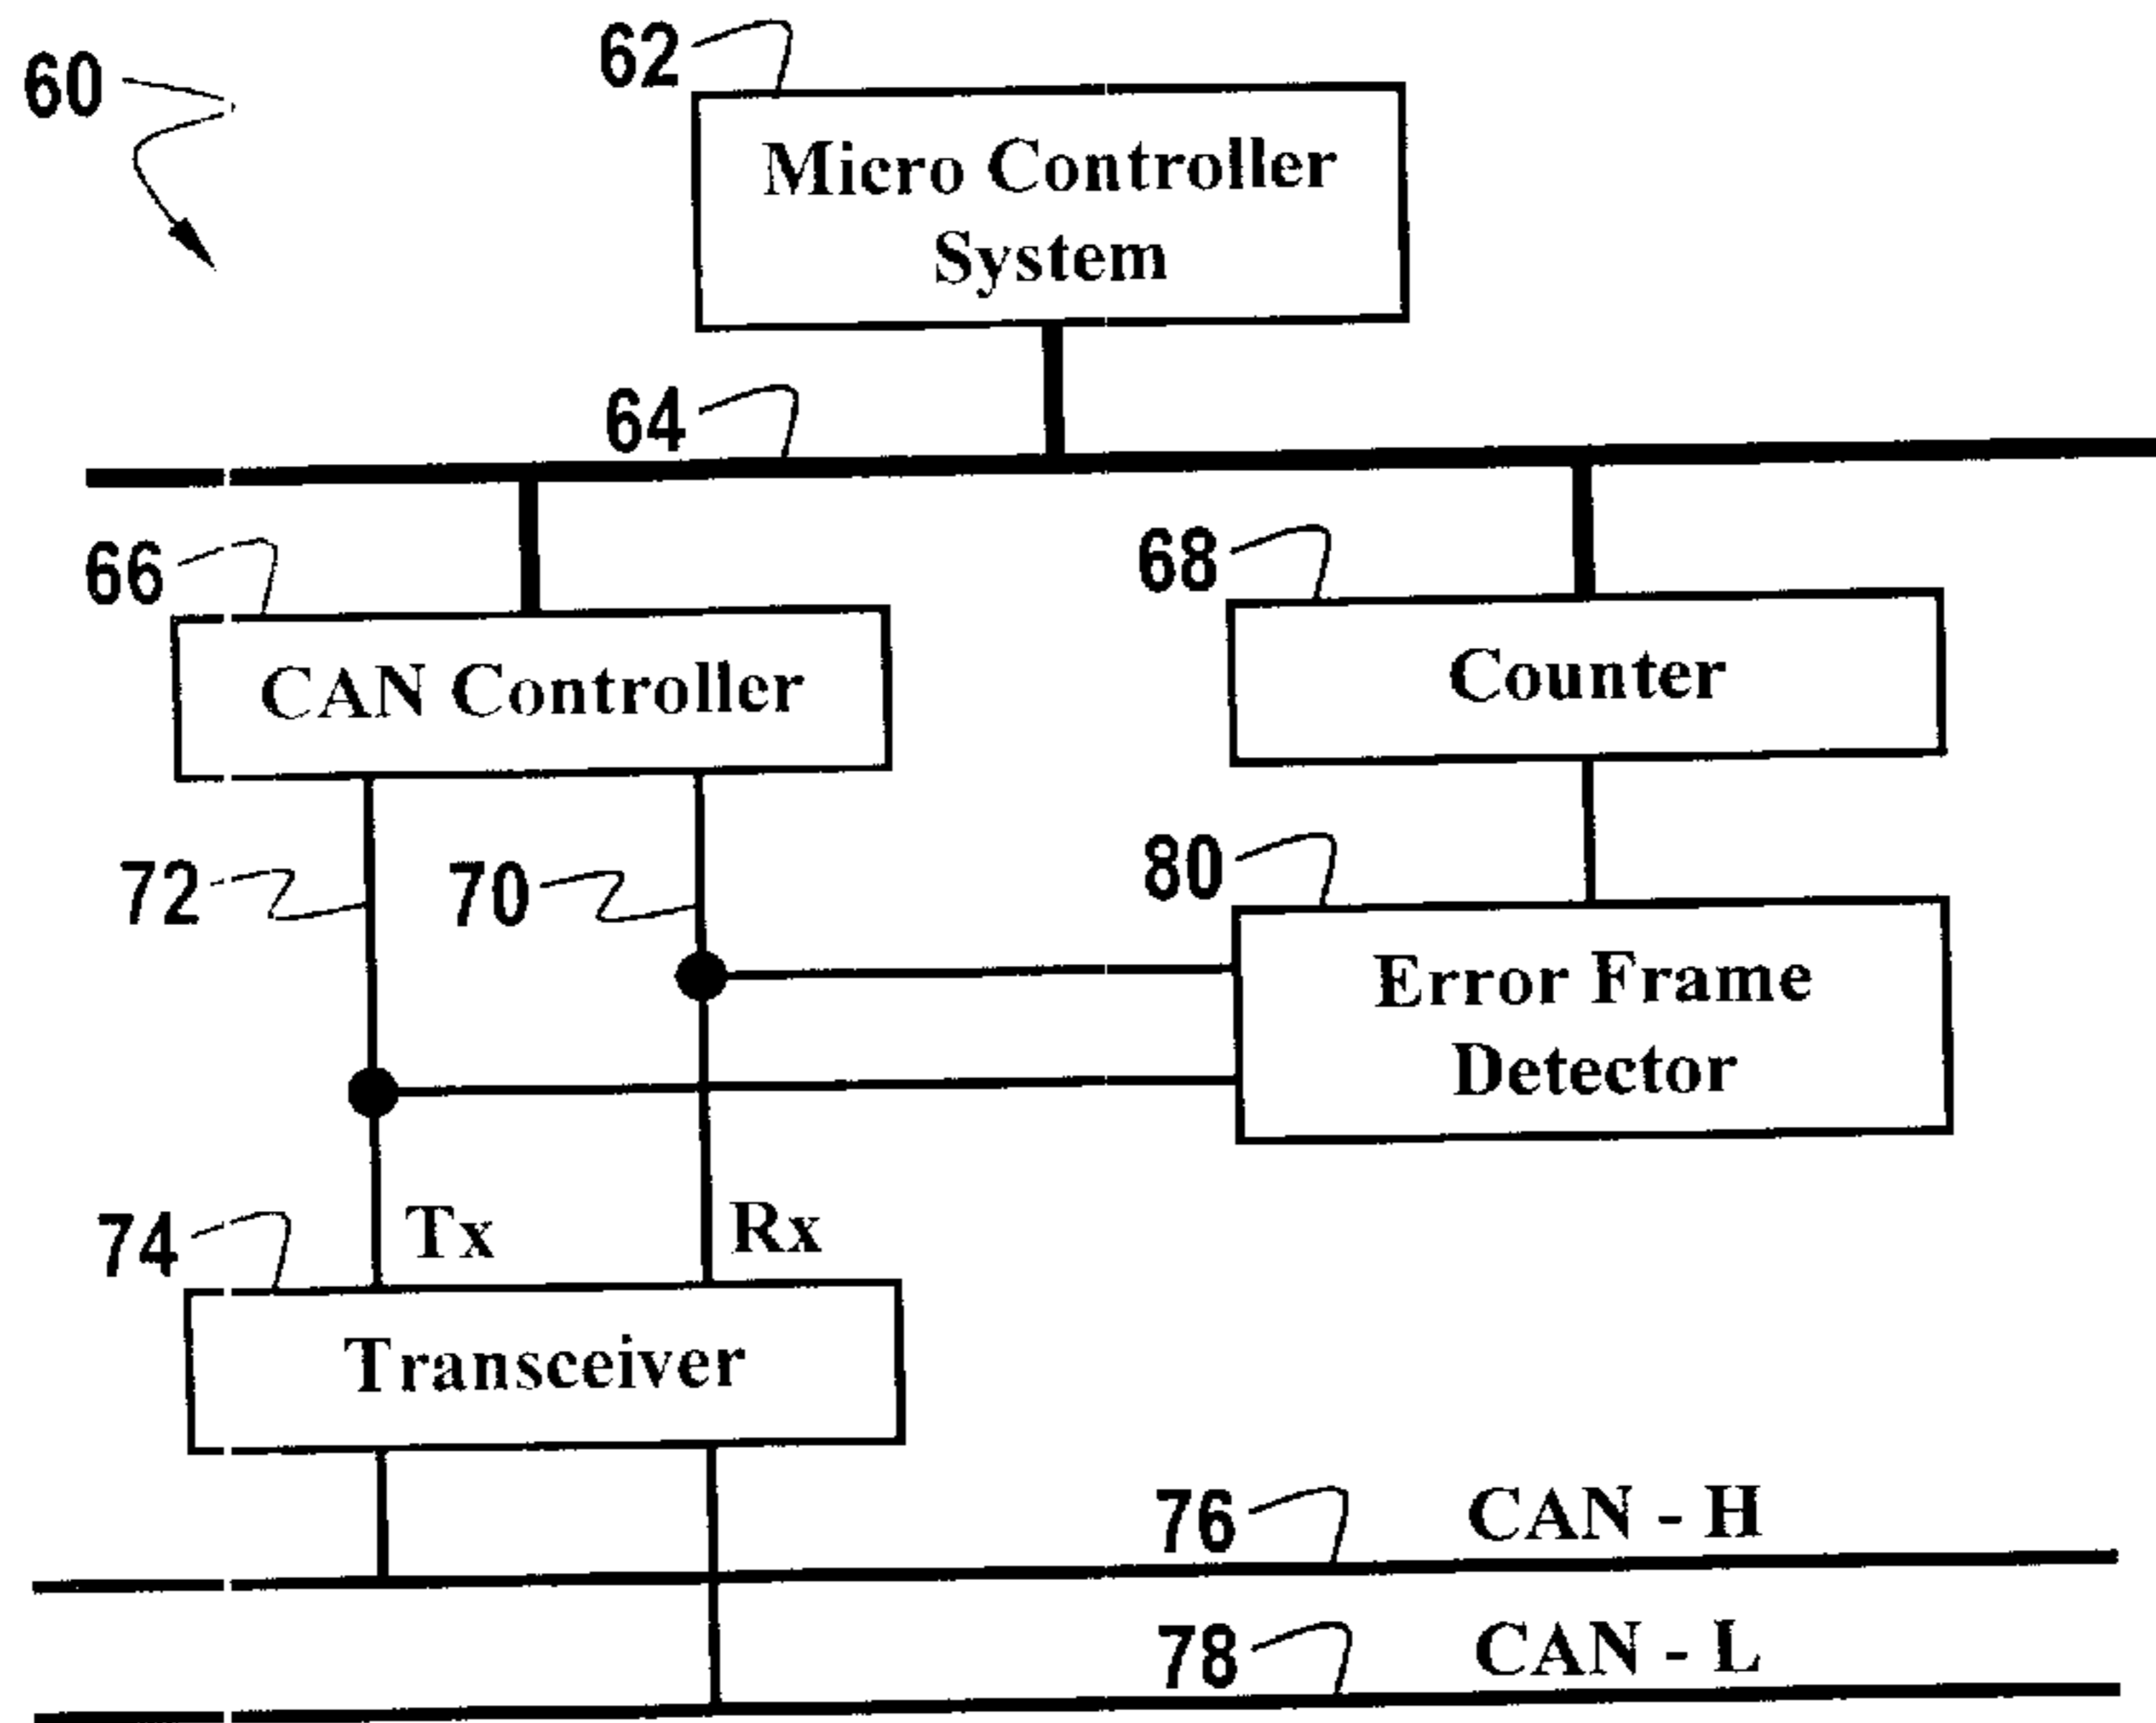 60
62
Micro Controller
System
64
66
68
CAN Controller
Counter
72
70
80
Error Frame
Detector
74
Tx
Rx
Transceiver
76
CAN - H
78
CAN - L